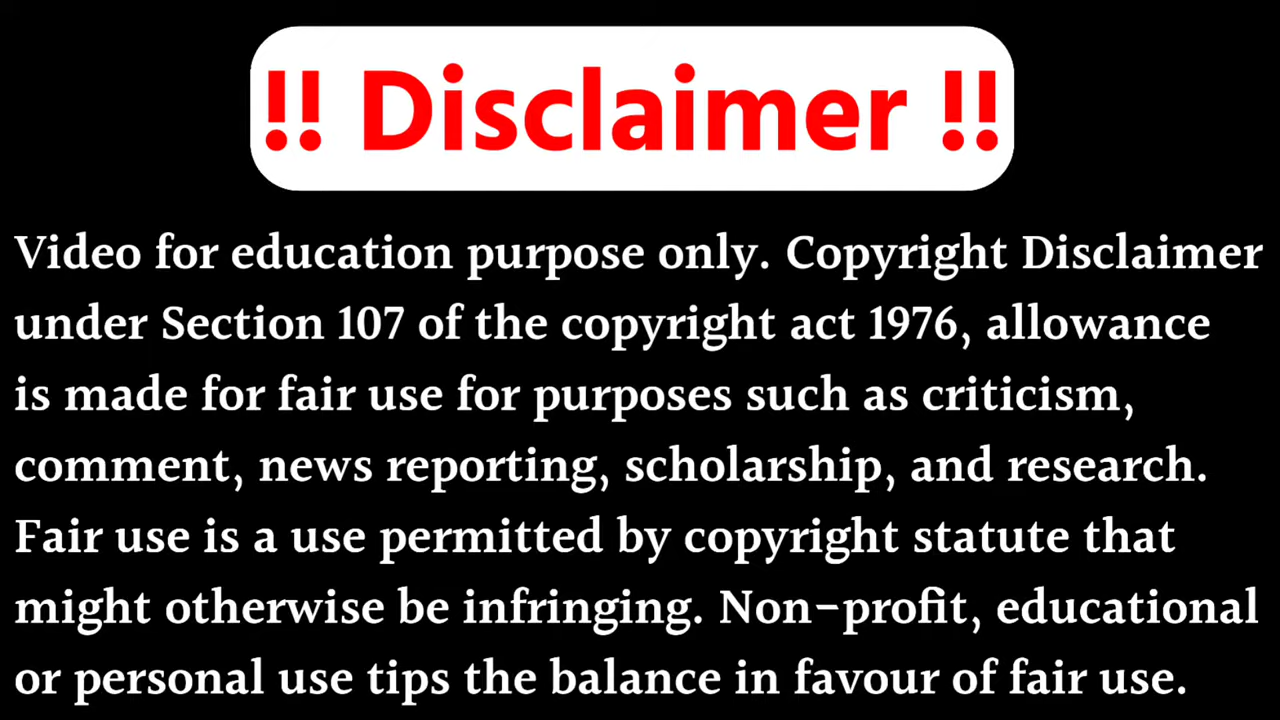 !! Disclaimer !!
Video for education purpose only. Copyright Disclaimer
under Section 107 of the copyright act 1976, allowance
is made for fair use for purposes such as criticism,
comment, news reporting, scholarship, and research.
Fair use is a use permitted by copyright statute that
might otherwise be infringing. Non-profit, educational
or personal use tips the balance in favour of fair use.